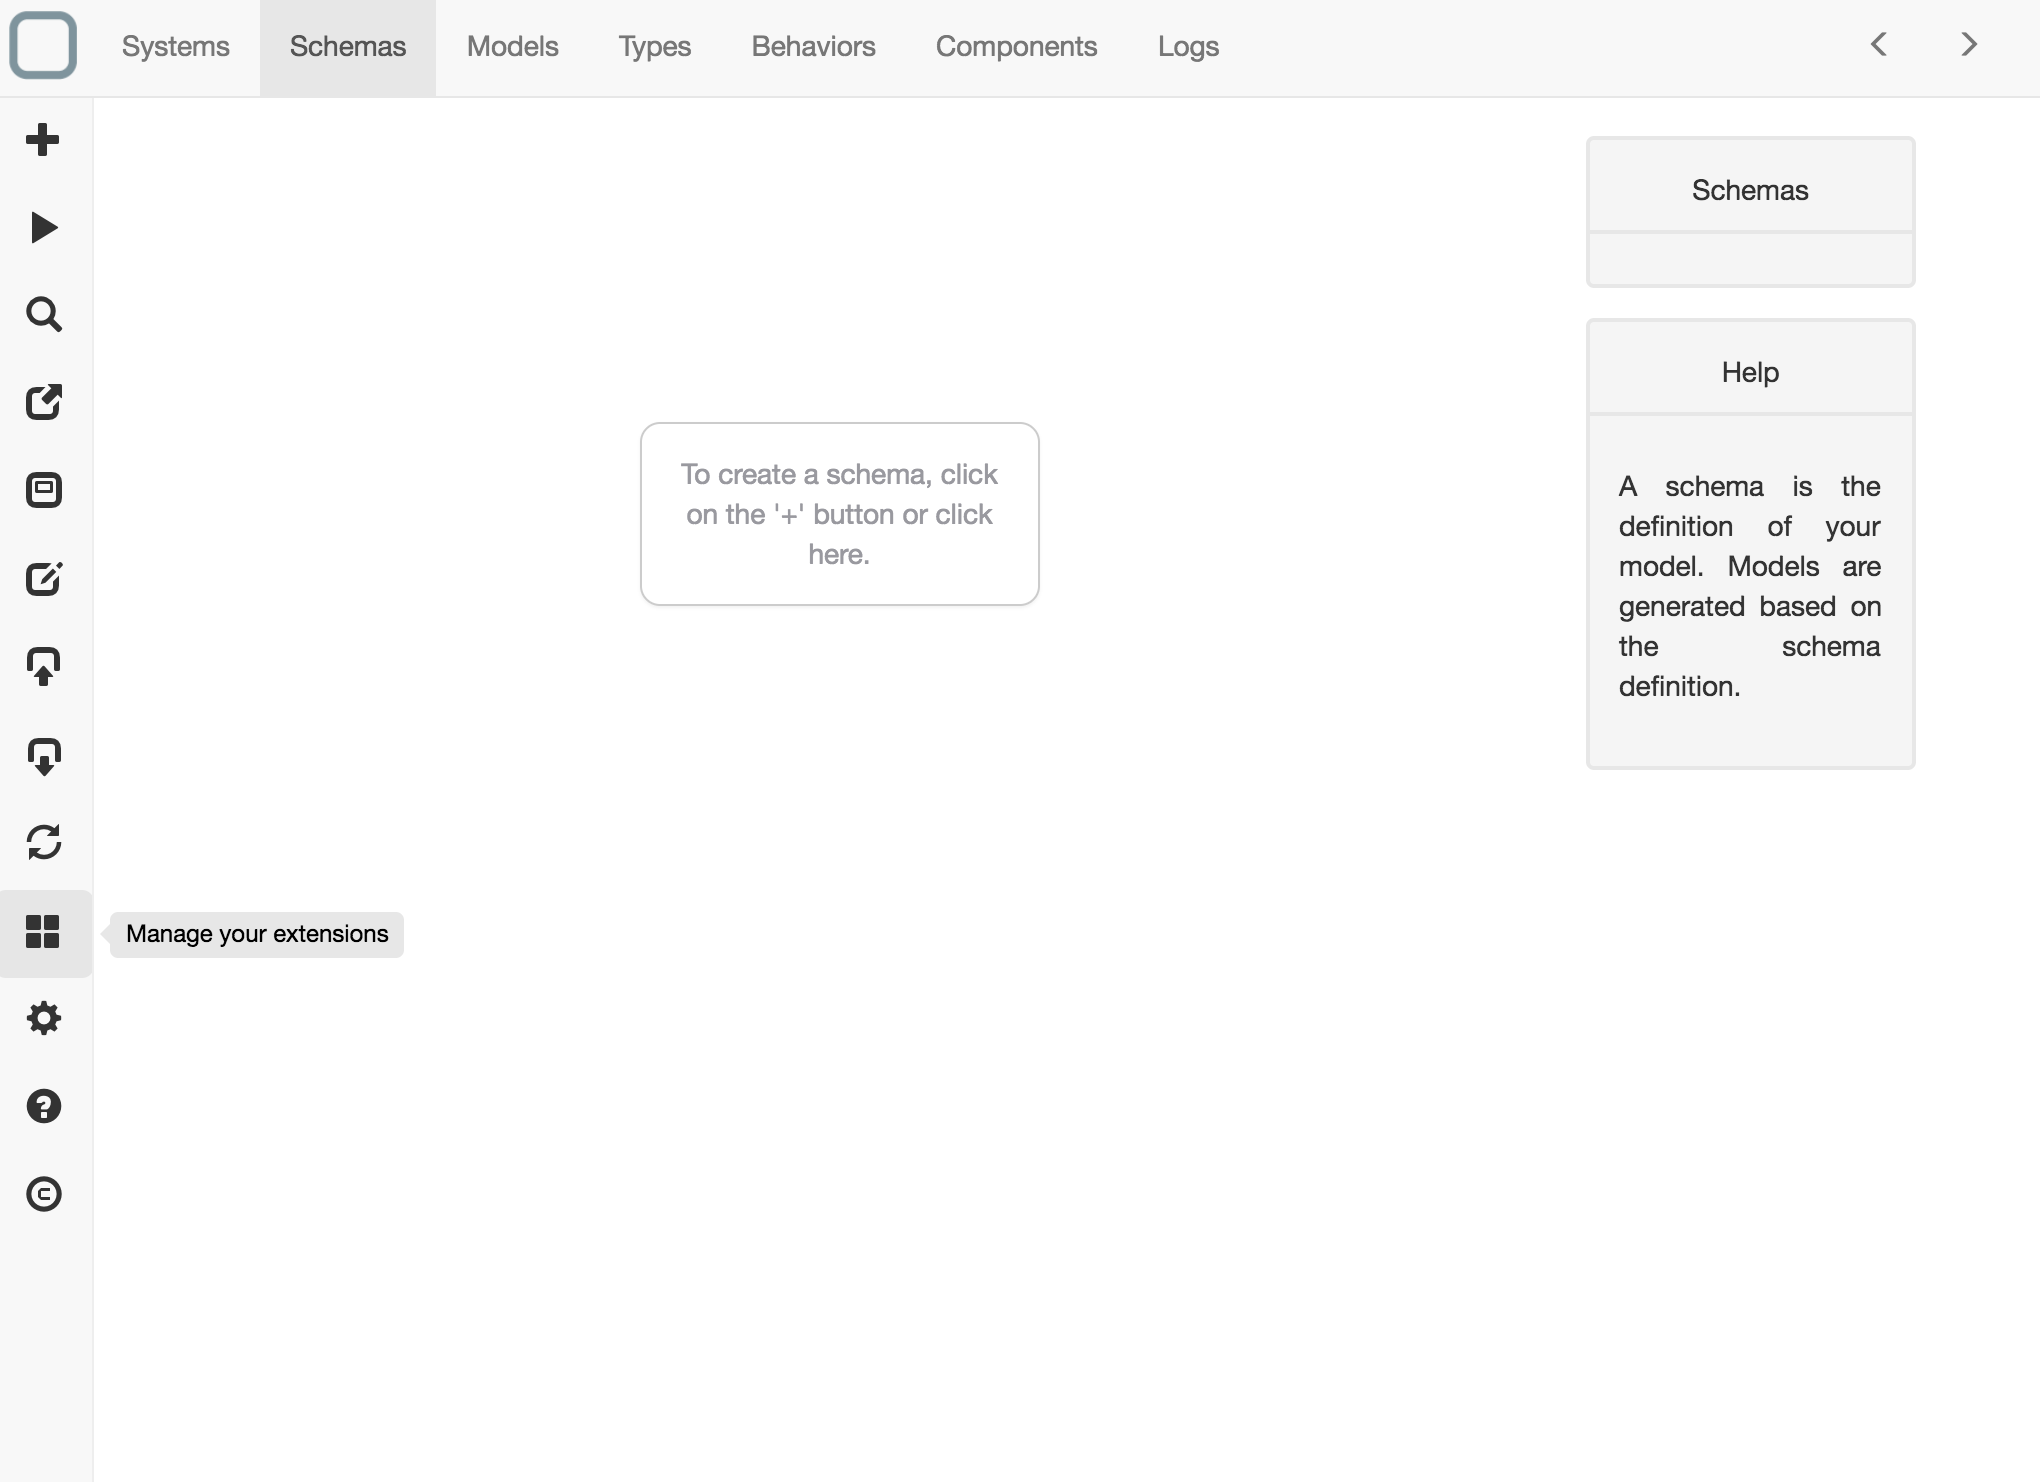 Systems
Schemas
Models
Types
Behaviors
Components
Logs
Schemas
Help
A schema is the
definition of your
model. Models are
generated based on
the schema
definition.
To create a schema, click
on the '+' button or click
here.
Manage your extensions